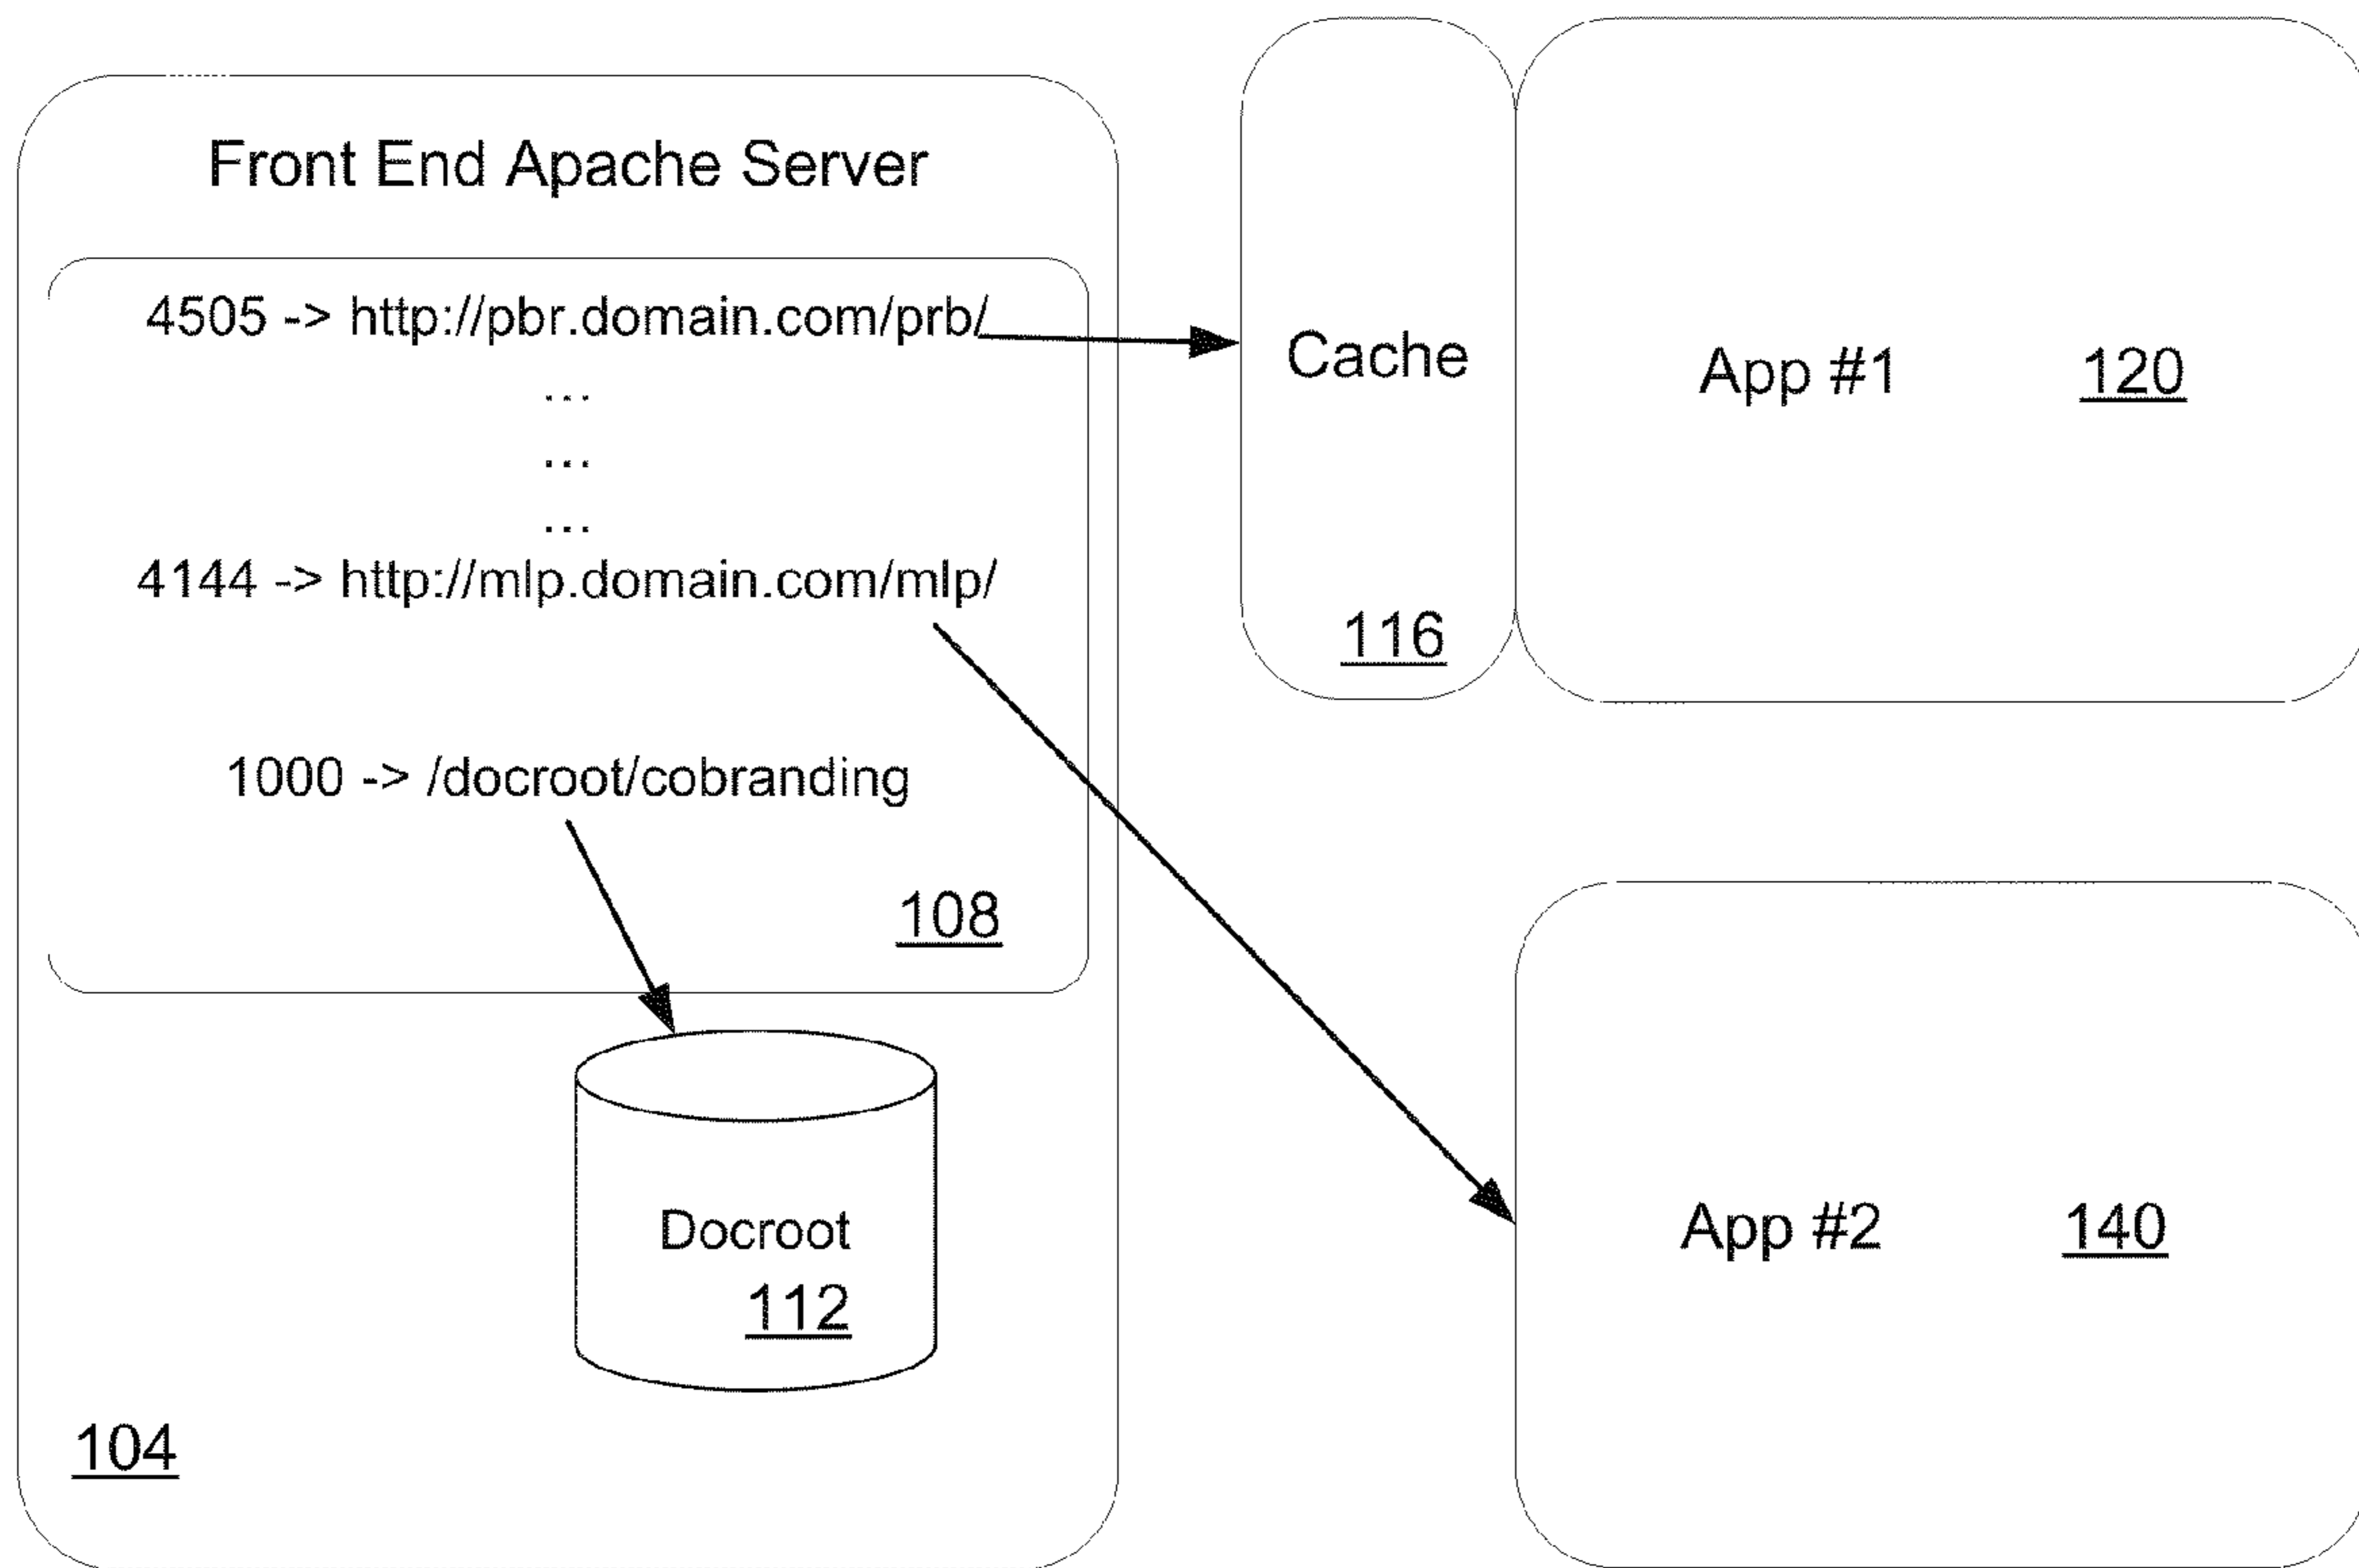 Front End Apache Server
4505 -> http://pbr.domain.com/prb/
...
...
...
4144 -> http://mlp.domain.com/mlp/
1000 -> /docroot/cobranding
108
Docroot
112
104
Cache
116
App #1 120
App #2 140